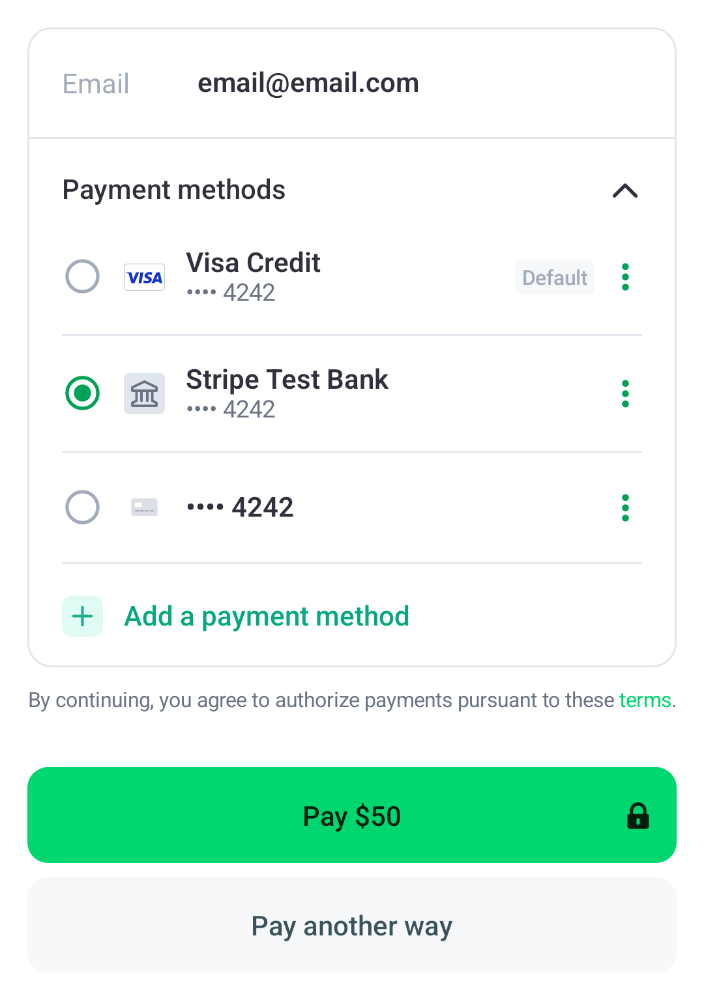 Email email@email.com
Payment methods
VISA Visa Credit
•••• 4242
Default
Stripe Test Bank
•••• 4242
•••• 4242
Add a payment method
By continuing, you agree to authorize payments pursuant to these terms.
Pay $50
Pay another way